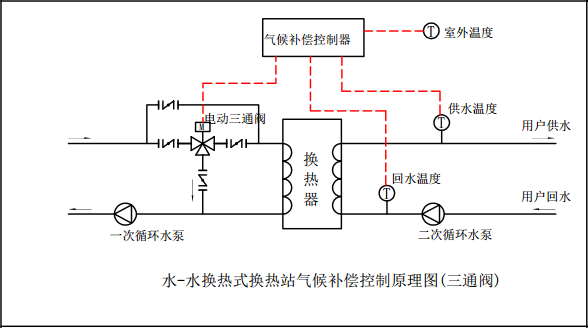 气候补偿控制器
T
室外温度
M
电动三通阀
供水温度
T
用户供水
换热器
回水温度
T
用户回水
一次循环水泵
二次循环水泵
水-水换热式换热站气候补偿控制原理图(三通阀)